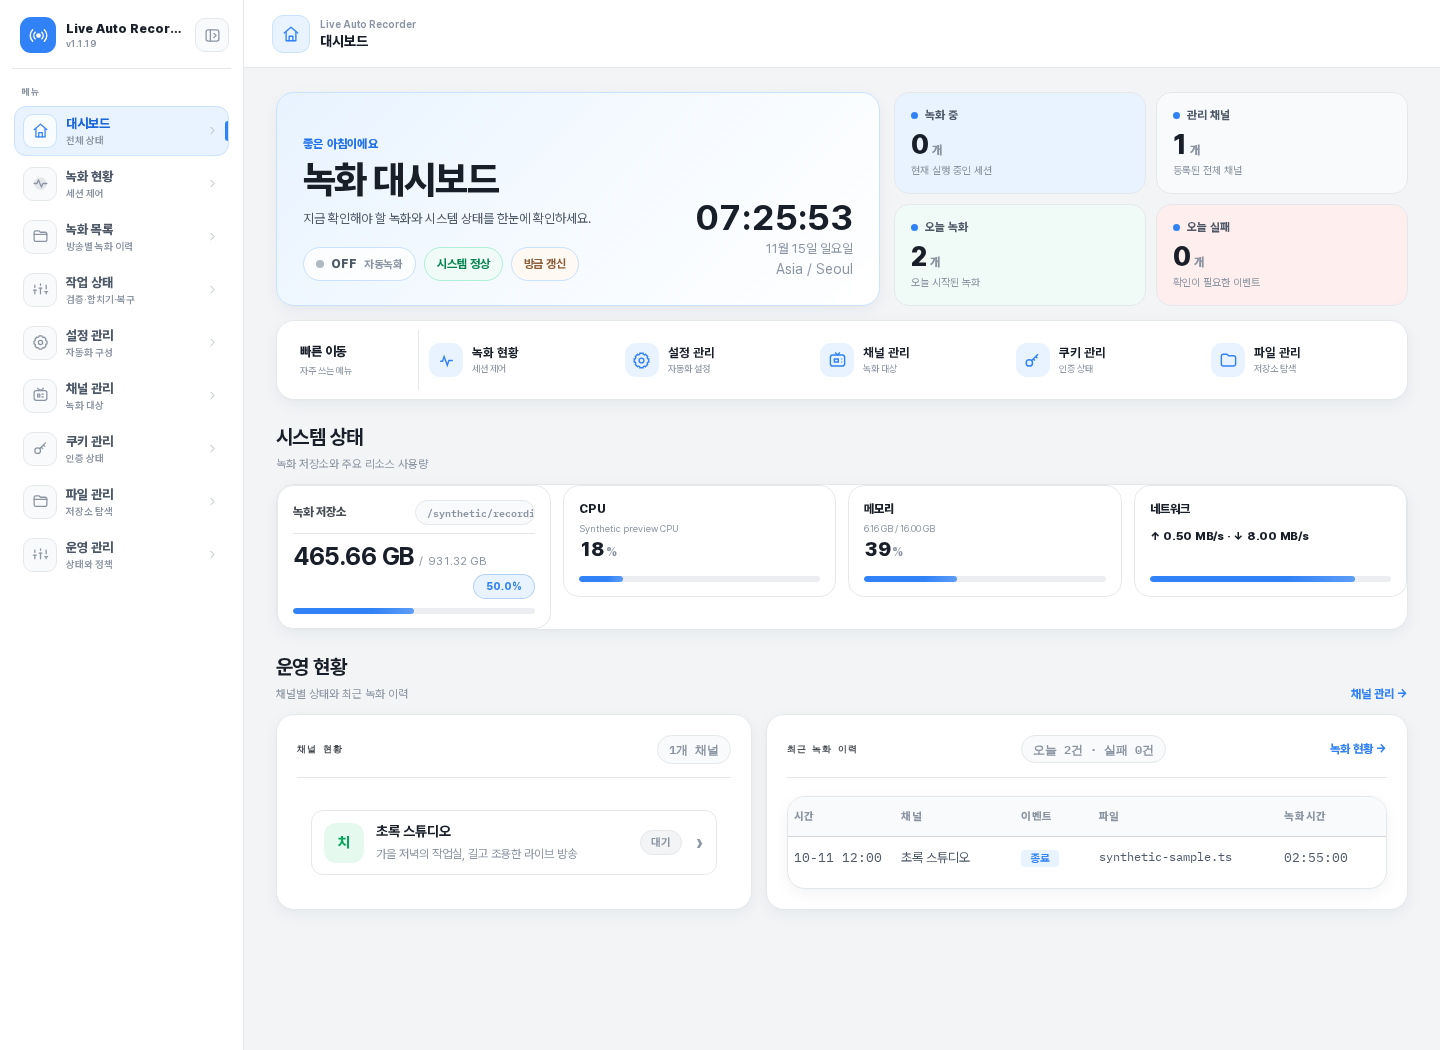 Live Auto Recor...
v1.1.19
메뉴
대시보드
전체 상태
녹화 현황
세션 제어
녹화 목록
방송별 녹화 이력
작업 상태
검증·합치기·복구
설정 관리
자동화 구성
채널 관리
녹화 대상
쿠키 관리
인증 상태
파일 관리
저장소 탐색
운영 관리
상태와 정책
Live Auto Recorder
대시보드
좋은 아침이에요
녹화 대시보드
지금 확인해야 할 녹화와 시스템 상태를 한눈에 확인하세요.
OFF 자동녹화
시스템 정상
방금 갱신
07:25:53
11월 15일 일요일
Asia / Seoul
녹화 중
0 개
현재 실행 중인 세션
관리 채널
1 개
등록된 전체 채널
오늘 녹화
2 개
오늘 시작된 녹화
오늘 실패
0 개
확인이 필요한 이벤트
빠른 이동
자주 쓰는 메뉴
녹화 현황
세션 제어
설정 관리
자동화 설정
채널 관리
녹화 대상
쿠키 관리
인증 상태
파일 관리
저장소 탐색
시스템 상태
녹화 저장소와 주요 리소스 사용량
녹화 저장소
/synthetic/recordi
465.66 GB / 931.32 GB
50.0%
CPU
Synthetic preview CPU
18%
메모리
6.16 GB / 16.00 GB
39%
네트워크
↑ 0.50 MB/s · ↓ 8.00 MB/s
운영 현황
채널별 상태와 최근 녹화 이력
채널 관리 →
채널 현황
1개 채널
치
초록 스튜디오
가을 저녁의 작업실, 길고 조용한 라이브 방송
대기
최근 녹화 이력
오늘 2건 · 실패 0건
녹화 현황 →
시간 채널 이벤트 파일 녹화 시간
10-11 12:00 초록 스튜디오 종료 synthetic-sample.ts 02:55:00